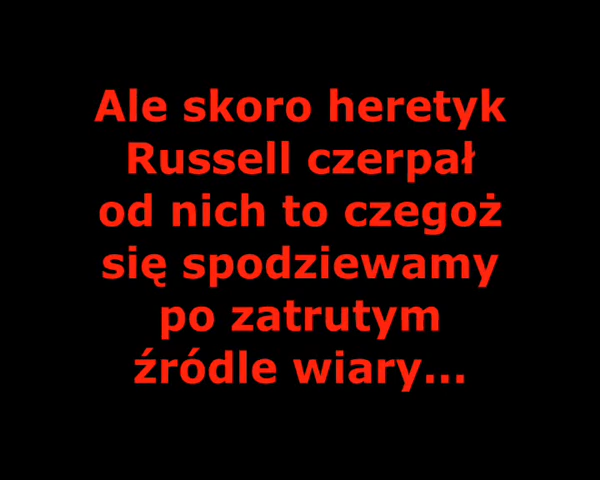 Ale skoro heretyk
Russell czerpał
od nich to czegoż
się spodziewamy
po zatrutym
źródle wiary...